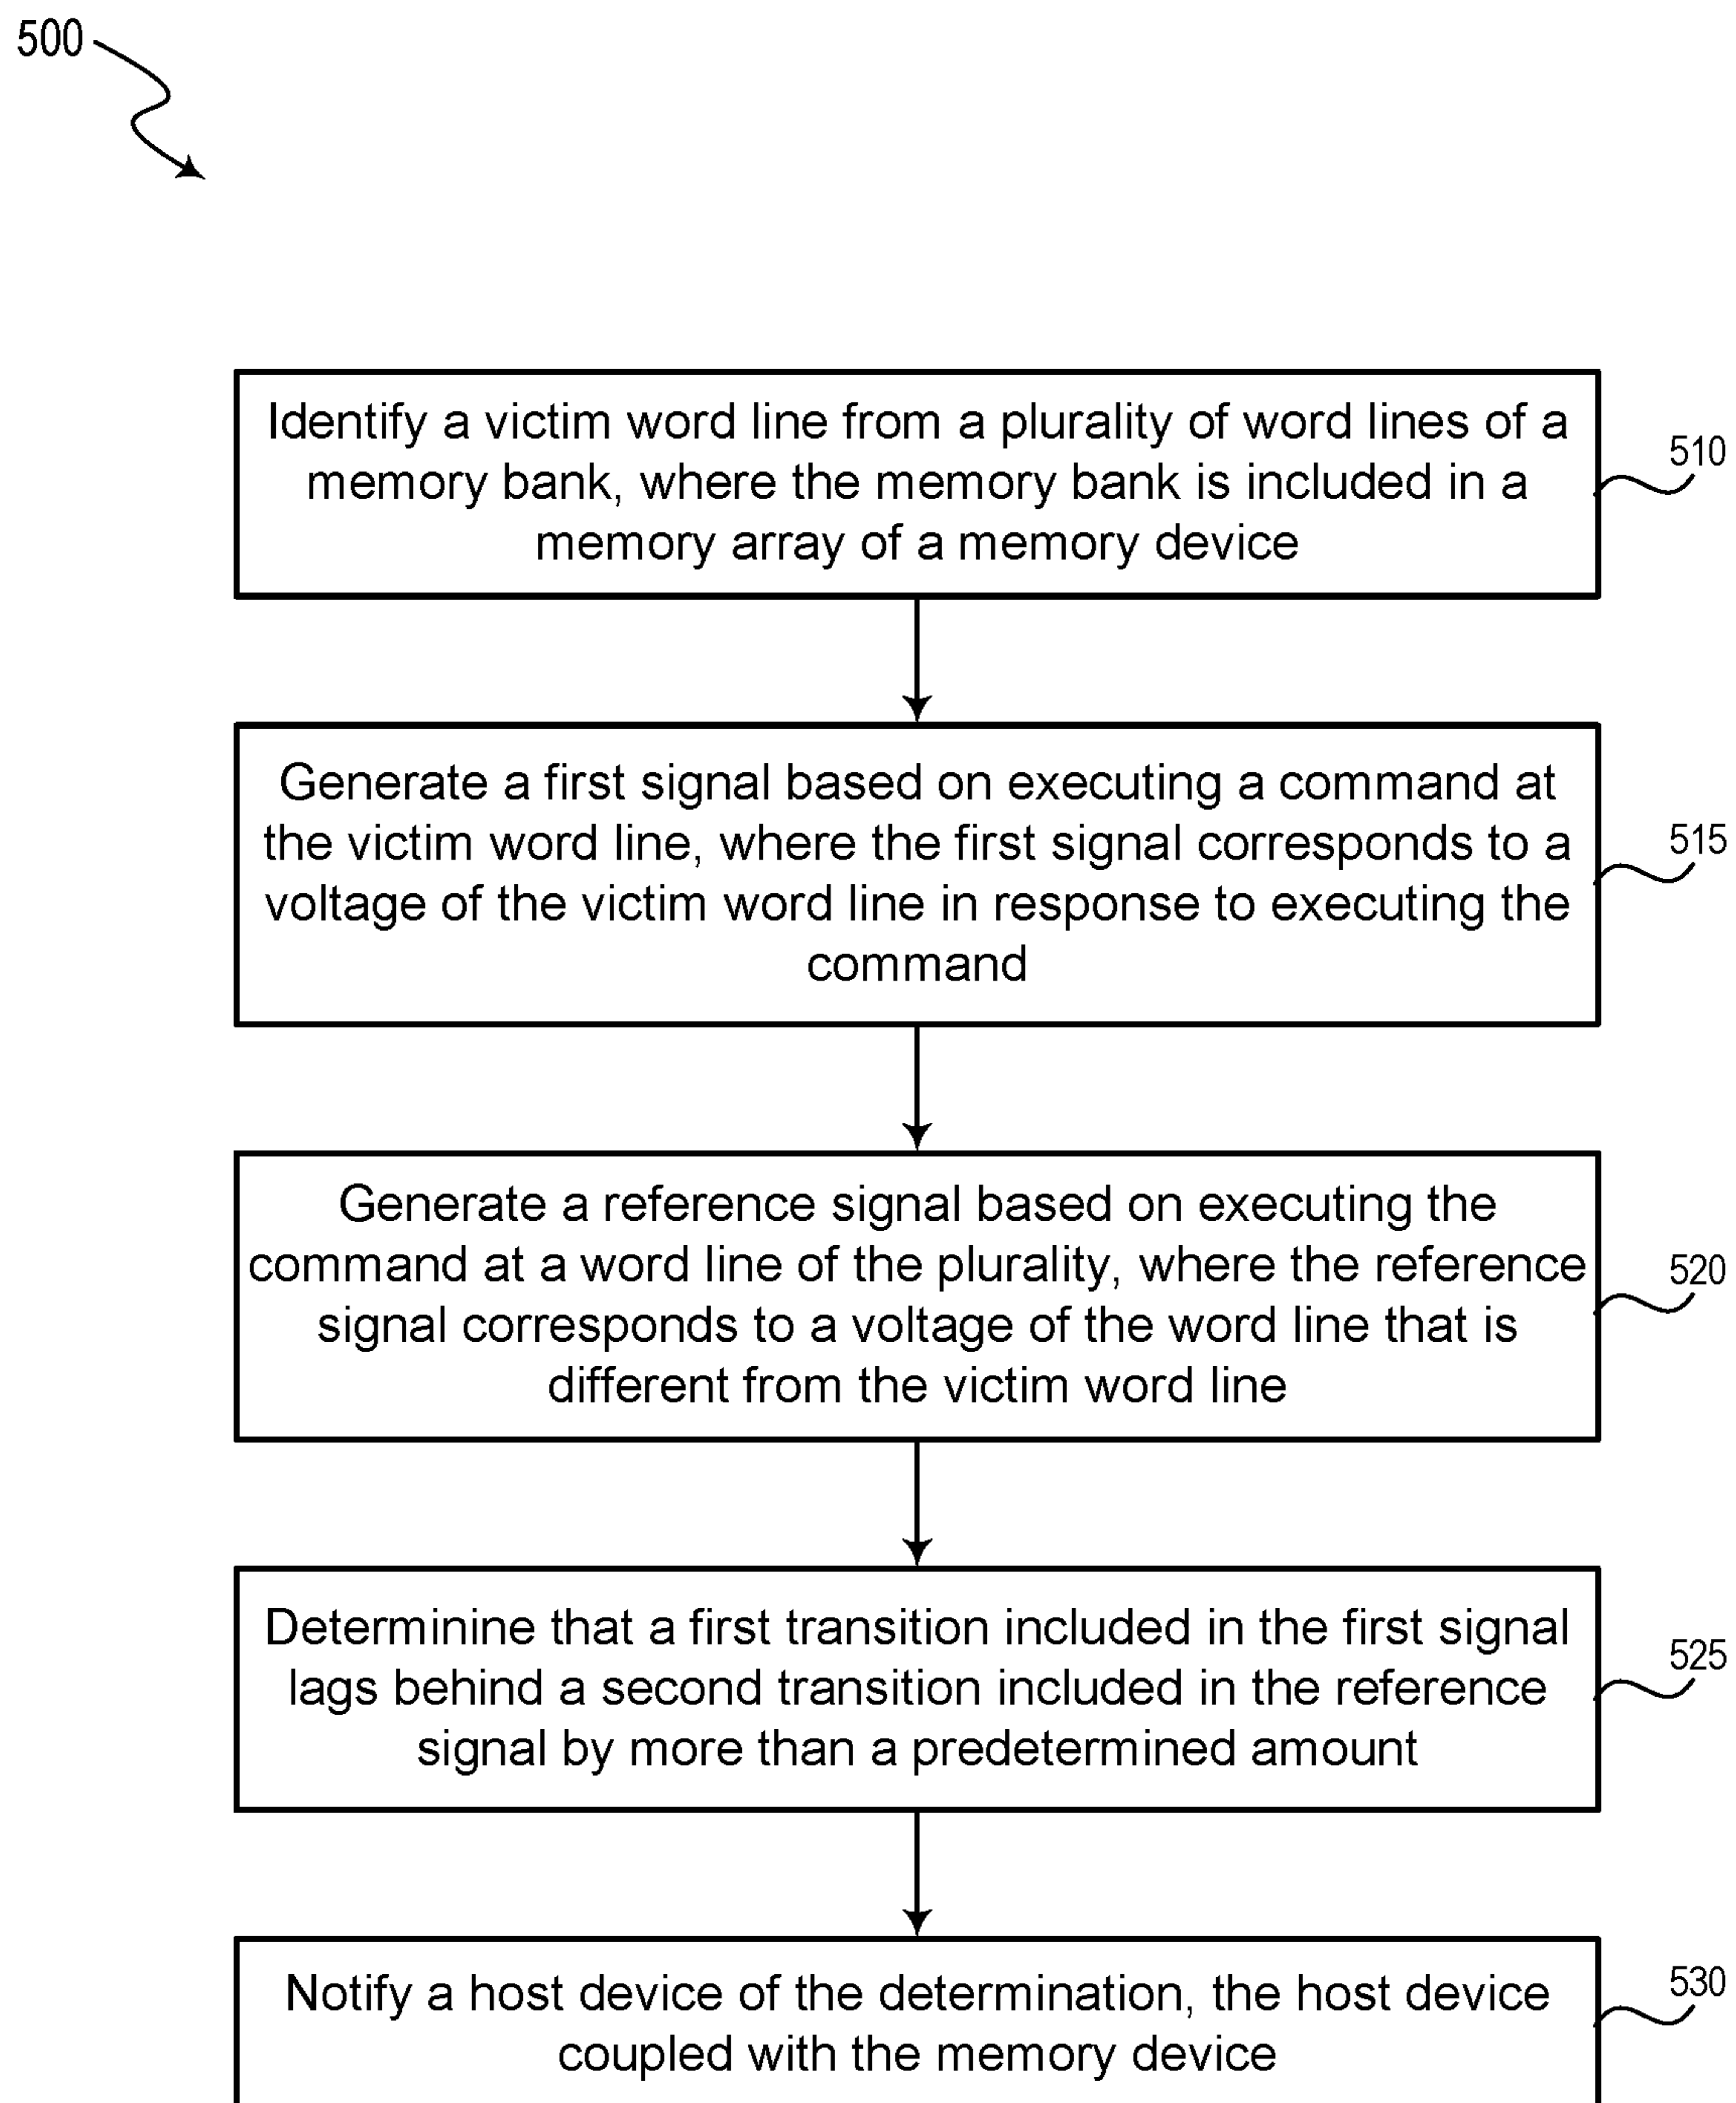 500
Identify a victim word line from a plurality of word lines of a
memory bank, where the memory bank is included in a
memory array of a memory device
510
Generate a first signal based on executing a command at
the victim word line, where the first signal corresponds to a
voltage of the victim word line in response to executing the
command
515
Generate a reference signal based on executing the
command at a word line of the plurality, where the reference
signal corresponds to a voltage of the word line that is
different from the victim word line
520
Determinine that a first transition included in the first signal
lags behind a second transition included in the reference
signal by more than a predetermined amount
525
Notify a host device of the determination, the host device
coupled with the memory device
530